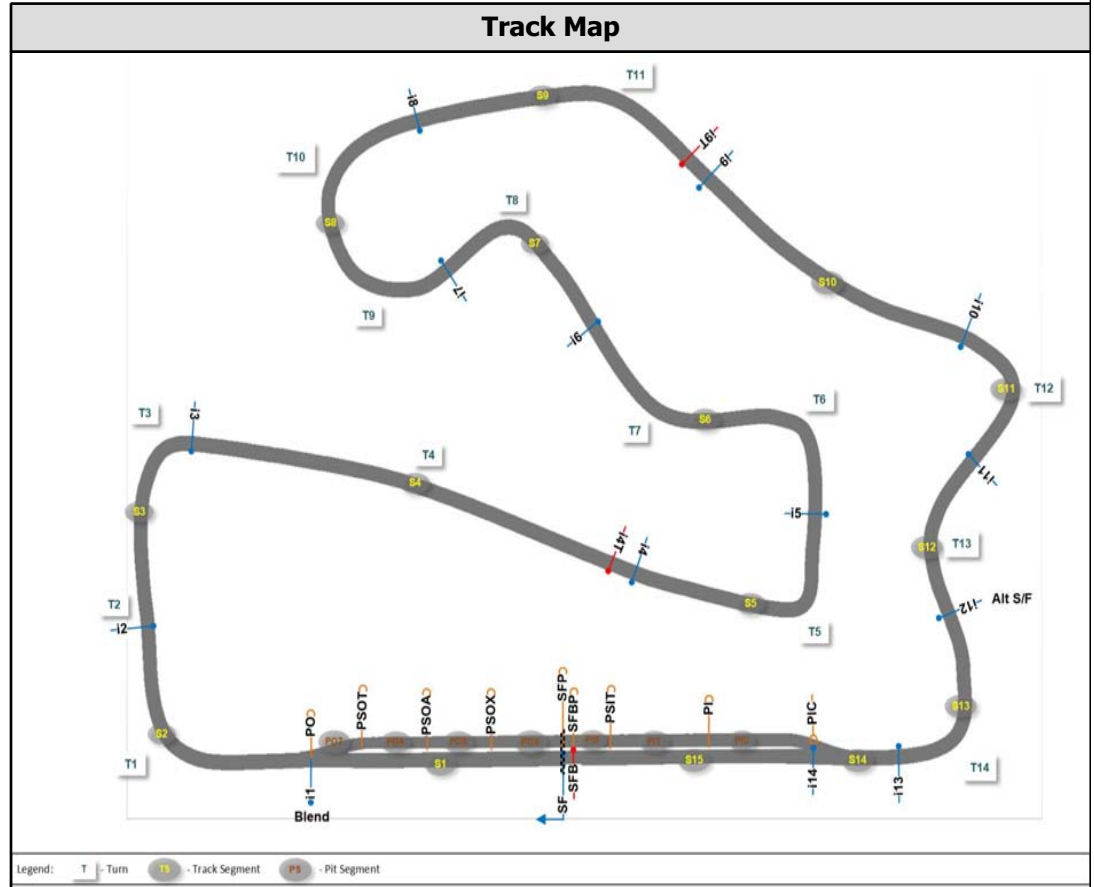 Track Map
T11
-i8
S9
-i9T
-i9
T10
T8
S8
S7
S10
-i7
-i10
T9
-i6
S11
T12
T3
-i3
T6
T7
S6
T4
S4
-i11
S3
-i5
S12
T13
-i4T
-i4
T2
-i2
S5
-i12
Alt S/F
T5
PO
PSOT
PSOA
PSOX
SFP
SFBP
PSIT
PI
PIC
S13
S2
T1
PO7
S1
S15
S14
T14
-i1
SF
SFB
-i14
-i13
Blend
Legend: T - Turn TS - Track Segment PS - Pit Segment